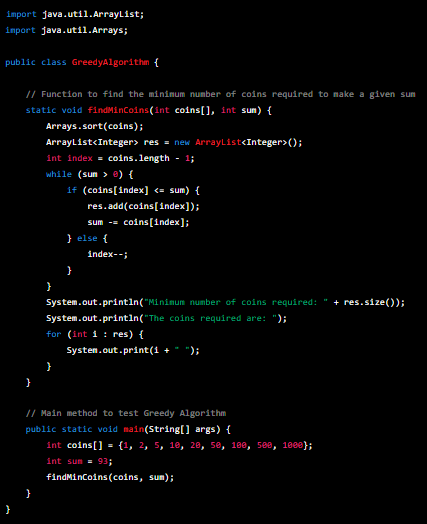 import java.util.ArrayList;
import java.util.Arrays;
public class GreedyAlgorithm {
// Function to find the minimum number of coins required to make a given sum
static void findMinCoins(int coins[], int sum) {
Arrays.sort(coins);
ArrayList<Integer> res = new ArrayList<Integer>();
int index = coins.length - 1;
while (sum > 0) {
if (coins[index] <= sum) {
res.add(coins[index]);
sum -= coins[index];
} else {
index--;
}
}
System.out.println("Minimum number of coins required: " + res.size());
System.out.println("The coins required are: ");
for (int i : res) {
System.out.print(i + " ");
}
}
// Main method to test Greedy Algorithm
public static void main(String[] args) {
int coins[] = {1, 2, 5, 10, 20, 50, 100, 500, 1000};
int sum = 93;
findMinCoins(coins, sum);
}
}